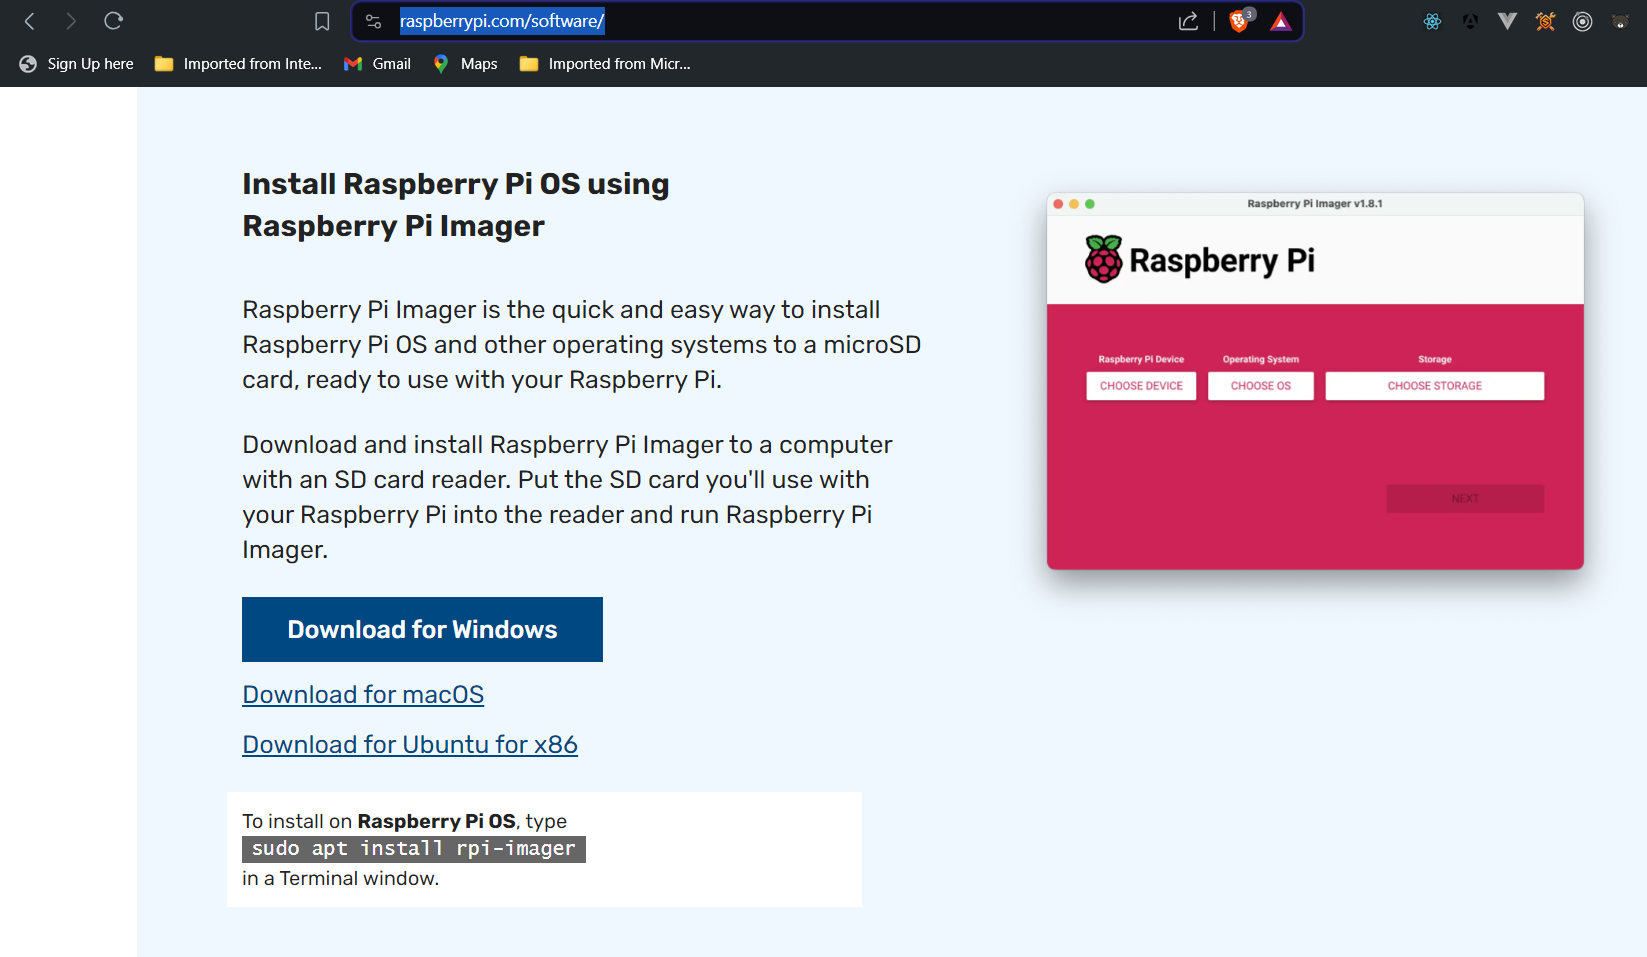 raspberrypi.com/software/
3
Sign Up here
Imported from Inte...
Gmail
Maps
Imported from Micr...
Install Raspberry Pi OS using
Raspberry Pi Imager
Raspberry Pi Imager is the quick and easy way to install
Raspberry Pi OS and other operating systems to a microSD
card, ready to use with your Raspberry Pi.
Download and install Raspberry Pi Imager to a computer
with an SD card reader. Put the SD card you'll use with
your Raspberry Pi into the reader and run Raspberry Pi
Imager.
Download for Windows
Download for macOS
Download for Ubuntu for x86
To install on Raspberry Pi OS, type
sudo apt install rpi-imager
in a Terminal window.
Raspberry Pi Imager v1.8.1
Raspberry Pi
Raspberry Pi Device
Operating System
Storage
CHOOSE DEVICE
CHOOSE OS
CHOOSE STORAGE
NEXT